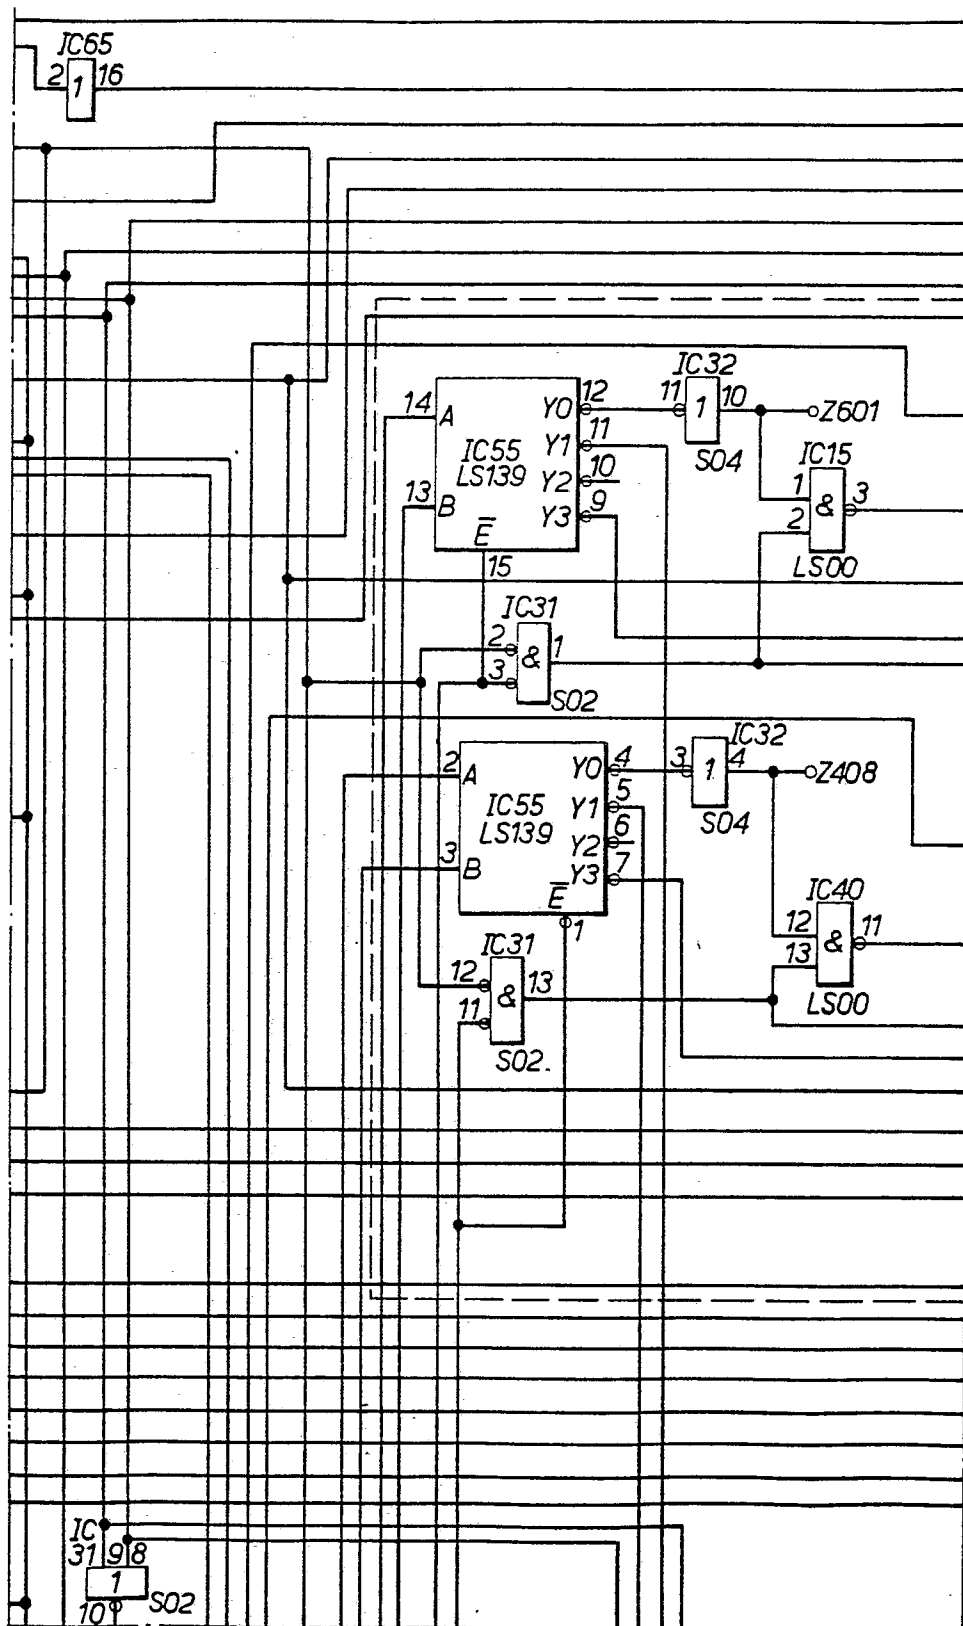 IC65
2 1 16
IC32
14 A Y0 12 11 1 10 Z601
Y1 11 S04 IC15
IC55
LS139
Y2 10 1 & 3
13 B Y3 9 2
E̅
15 LS00
IC31
2 & 1
3
S02
IC32
2 A Y0 4 3 1 4 Z408
IC55
LS139
Y1 5 S04
Y2 6
3 B Y3 7 IC40
E̅
1 12 & 11
IC31
12 & 13 13
11 LS00
S02.
IC
31 9 8
1
10 S02